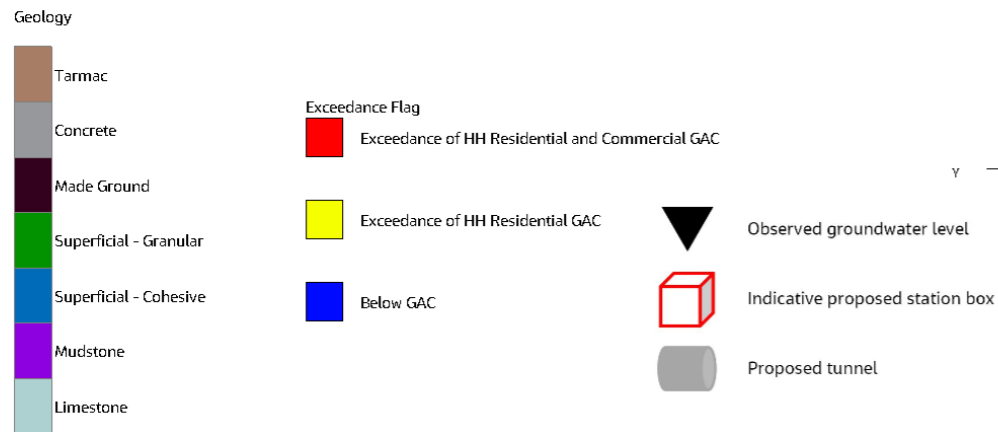 Geology
Tarmac
Concrete
Made Ground
Superficial - Granular
Superficial - Cohesive
Mudstone
Limestone
Exceedance Flag
Exceedance of HH Residential and Commercial GAC
Exceedance of HH Residential GAC
Below GAC
Y —
Observed groundwater level
Indicative proposed station box
Proposed tunnel